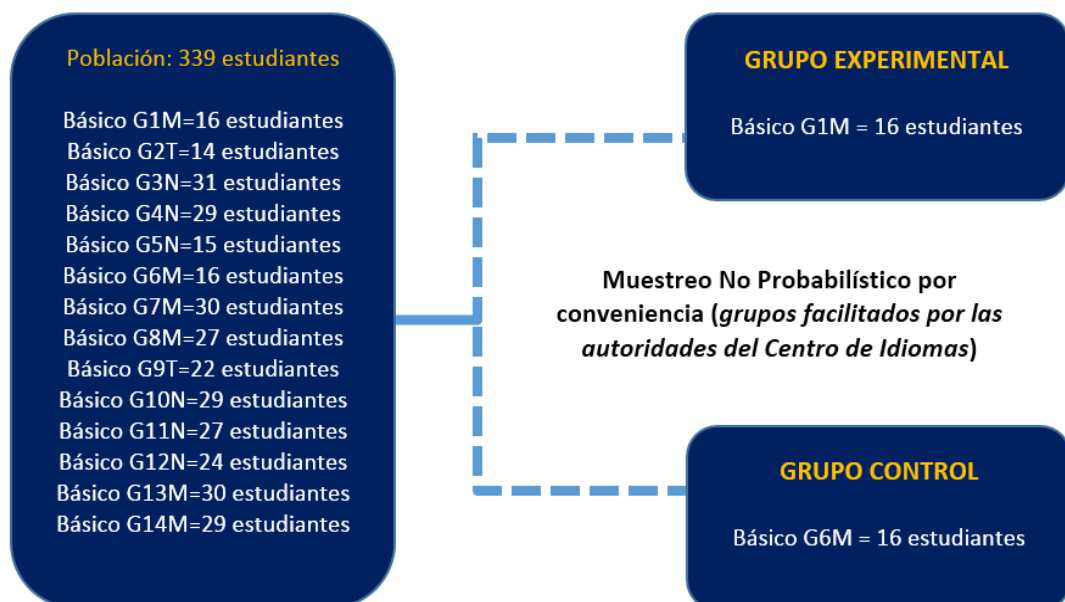 Población: 339 estudiantes
Básico G1M=16 estudiantes
Básico G2T=14 estudiantes
Básico G3N=31 estudiantes
Básico G4N=29 estudiantes
Básico G5N=15 estudiantes
Básico G6M=16 estudiantes
Básico G7M=30 estudiantes
Básico G8M=27 estudiantes
Básico G9T=22 estudiantes
Básico G10N=29 estudiantes
Básico G11N=27 estudiantes
Básico G12N=24 estudiantes
Básico G13M=30 estudiantes
Básico G14M=29 estudiantes
GRUPO EXPERIMENTAL
Básico G1M = 16 estudiantes
Muestreo No Probabilístico por
conveniencia (grupos facilitados por las
autoridades del Centro de Idiomas)
GRUPO CONTROL
Básico G6M = 16 estudiantes